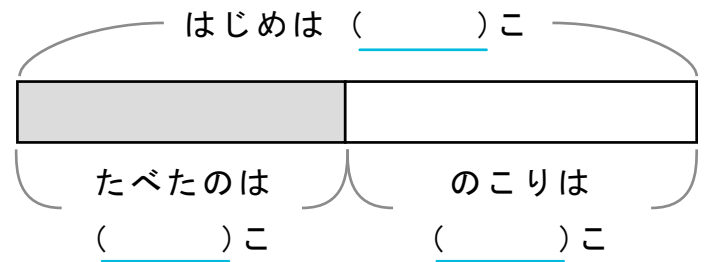 はじめは ( ) こ
たべたのは
のこりは
( ) こ
( ) こ